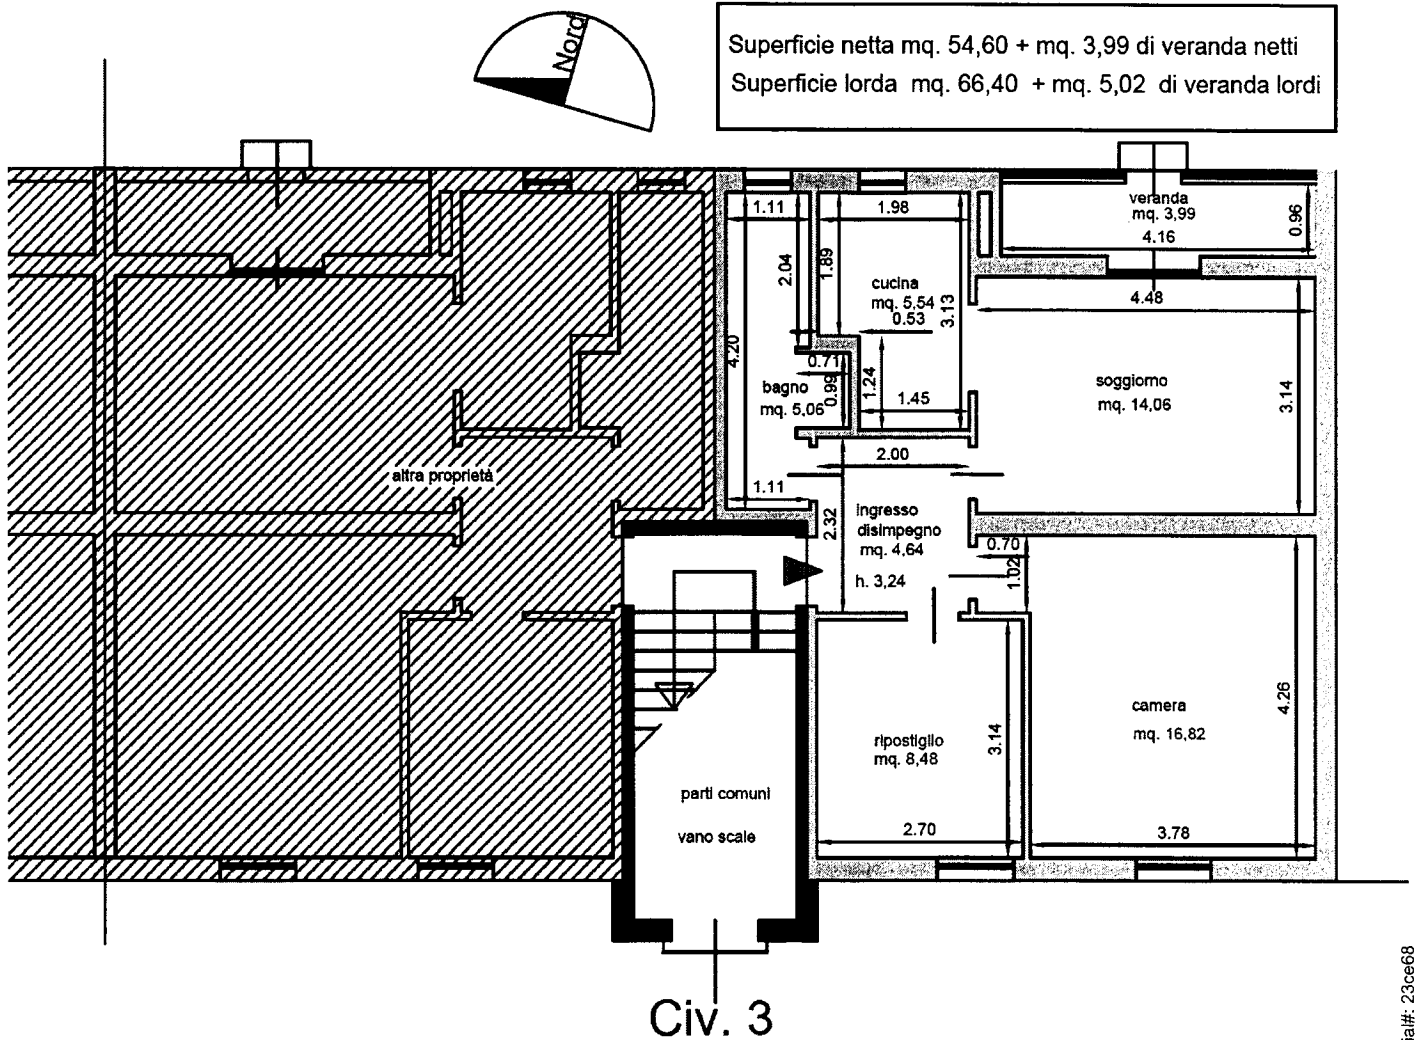 Nord
Superficie netta mq. 54,60 + mq. 3,99 di veranda netti
Superficie lorda mq. 66,40 + mq. 5,02 di veranda lordi
veranda
mq. 3,99
4.16
0.96
1.11
1.98
2.04
1.89
cucina
mq. 5,54
0.53
3.13
4.48
4.20
0.71
0.99
1.24
1.45
bagno
mq. 5,06
soggiorno
mq. 14,06
3.14
2.00
altra proprietà
1.11
2.32
ingresso
disimpegno
mq. 4,64
h. 3,24
0.70
1.02
camera
mq. 16,82
4.26
ripostiglio
mq. 8,48
3.14
2.70
3.78
parti comuni
vano scale
Civ. 3
ial#: 23ce68